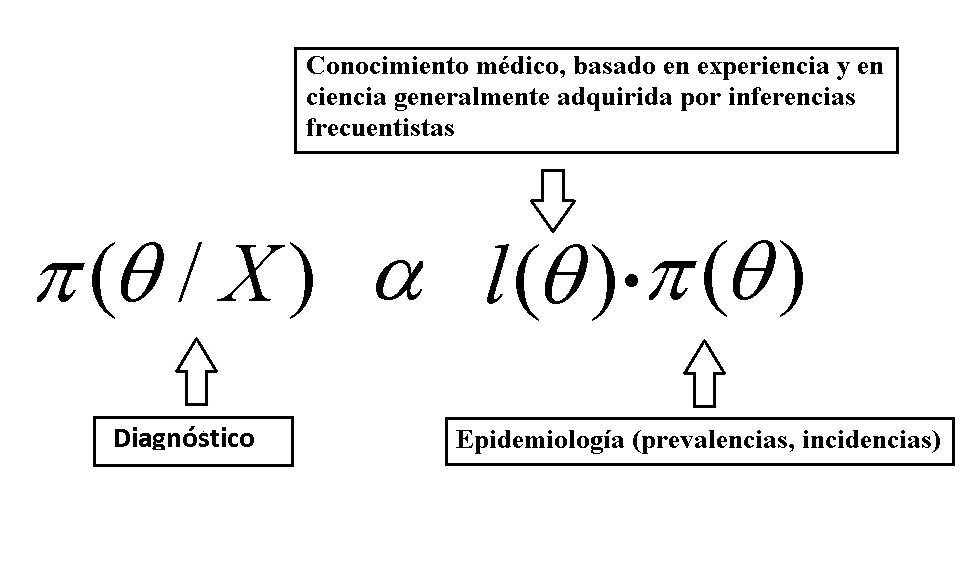 Conocimiento médico, basado en experiencia y en
ciencia generalmente adquirida por inferencias
frecuentistas
π(θ / X) α l(θ)·π(θ)
Diagnóstico
Epidemiología (prevalencias, incidencias)